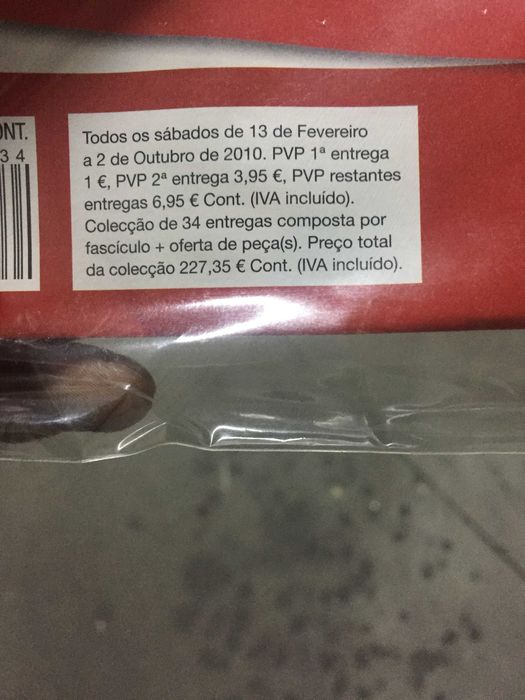 ONT.
3 4
Todos os sábados de 13 de Fevereiro
a 2 de Outubro de 2010. PVP 1ª entrega
1 €, PVP 2ª entrega 3,95 €, PVP restantes
entregas 6,95 € Cont. (IVA incluído).
Colecção de 34 entregas composta por
fascículo + oferta de peça(s). Preço total
da colecção 227,35 € Cont. (IVA incluído).